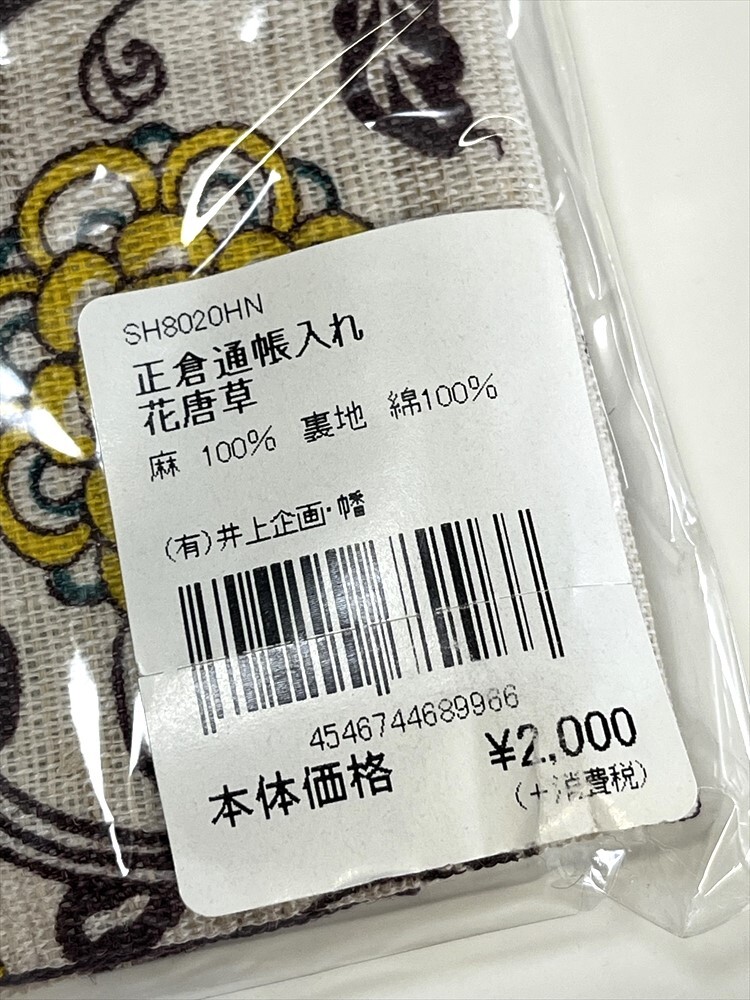 SH8020HN
正倉通帳入れ
花唐草
麻 100% 裏地 綿100%
(有)井上企画・幡
4546744689966
本体価格 ¥2,000
(+消費税)